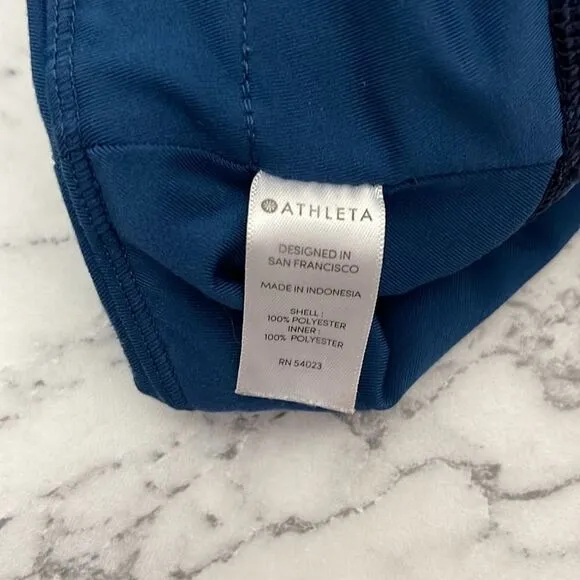 ATHLETA
DESIGNED IN
SAN FRANCISCO
MADE IN INDONESIA
SHELL :
100% POLYESTER
INNER :
100% POLYESTER
RN 54023